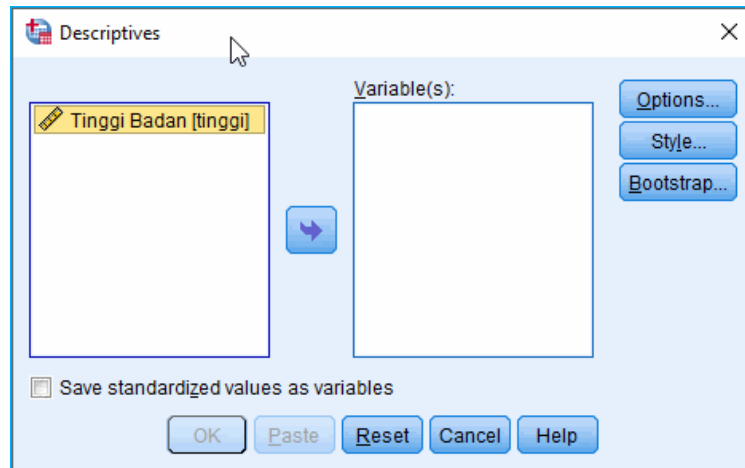 Descriptives
Variable(s):
Tinggi Badan [tinggi]
Options...
Style...
Bootstrap...
Save standardized values as variables
OK Paste Reset Cancel Help